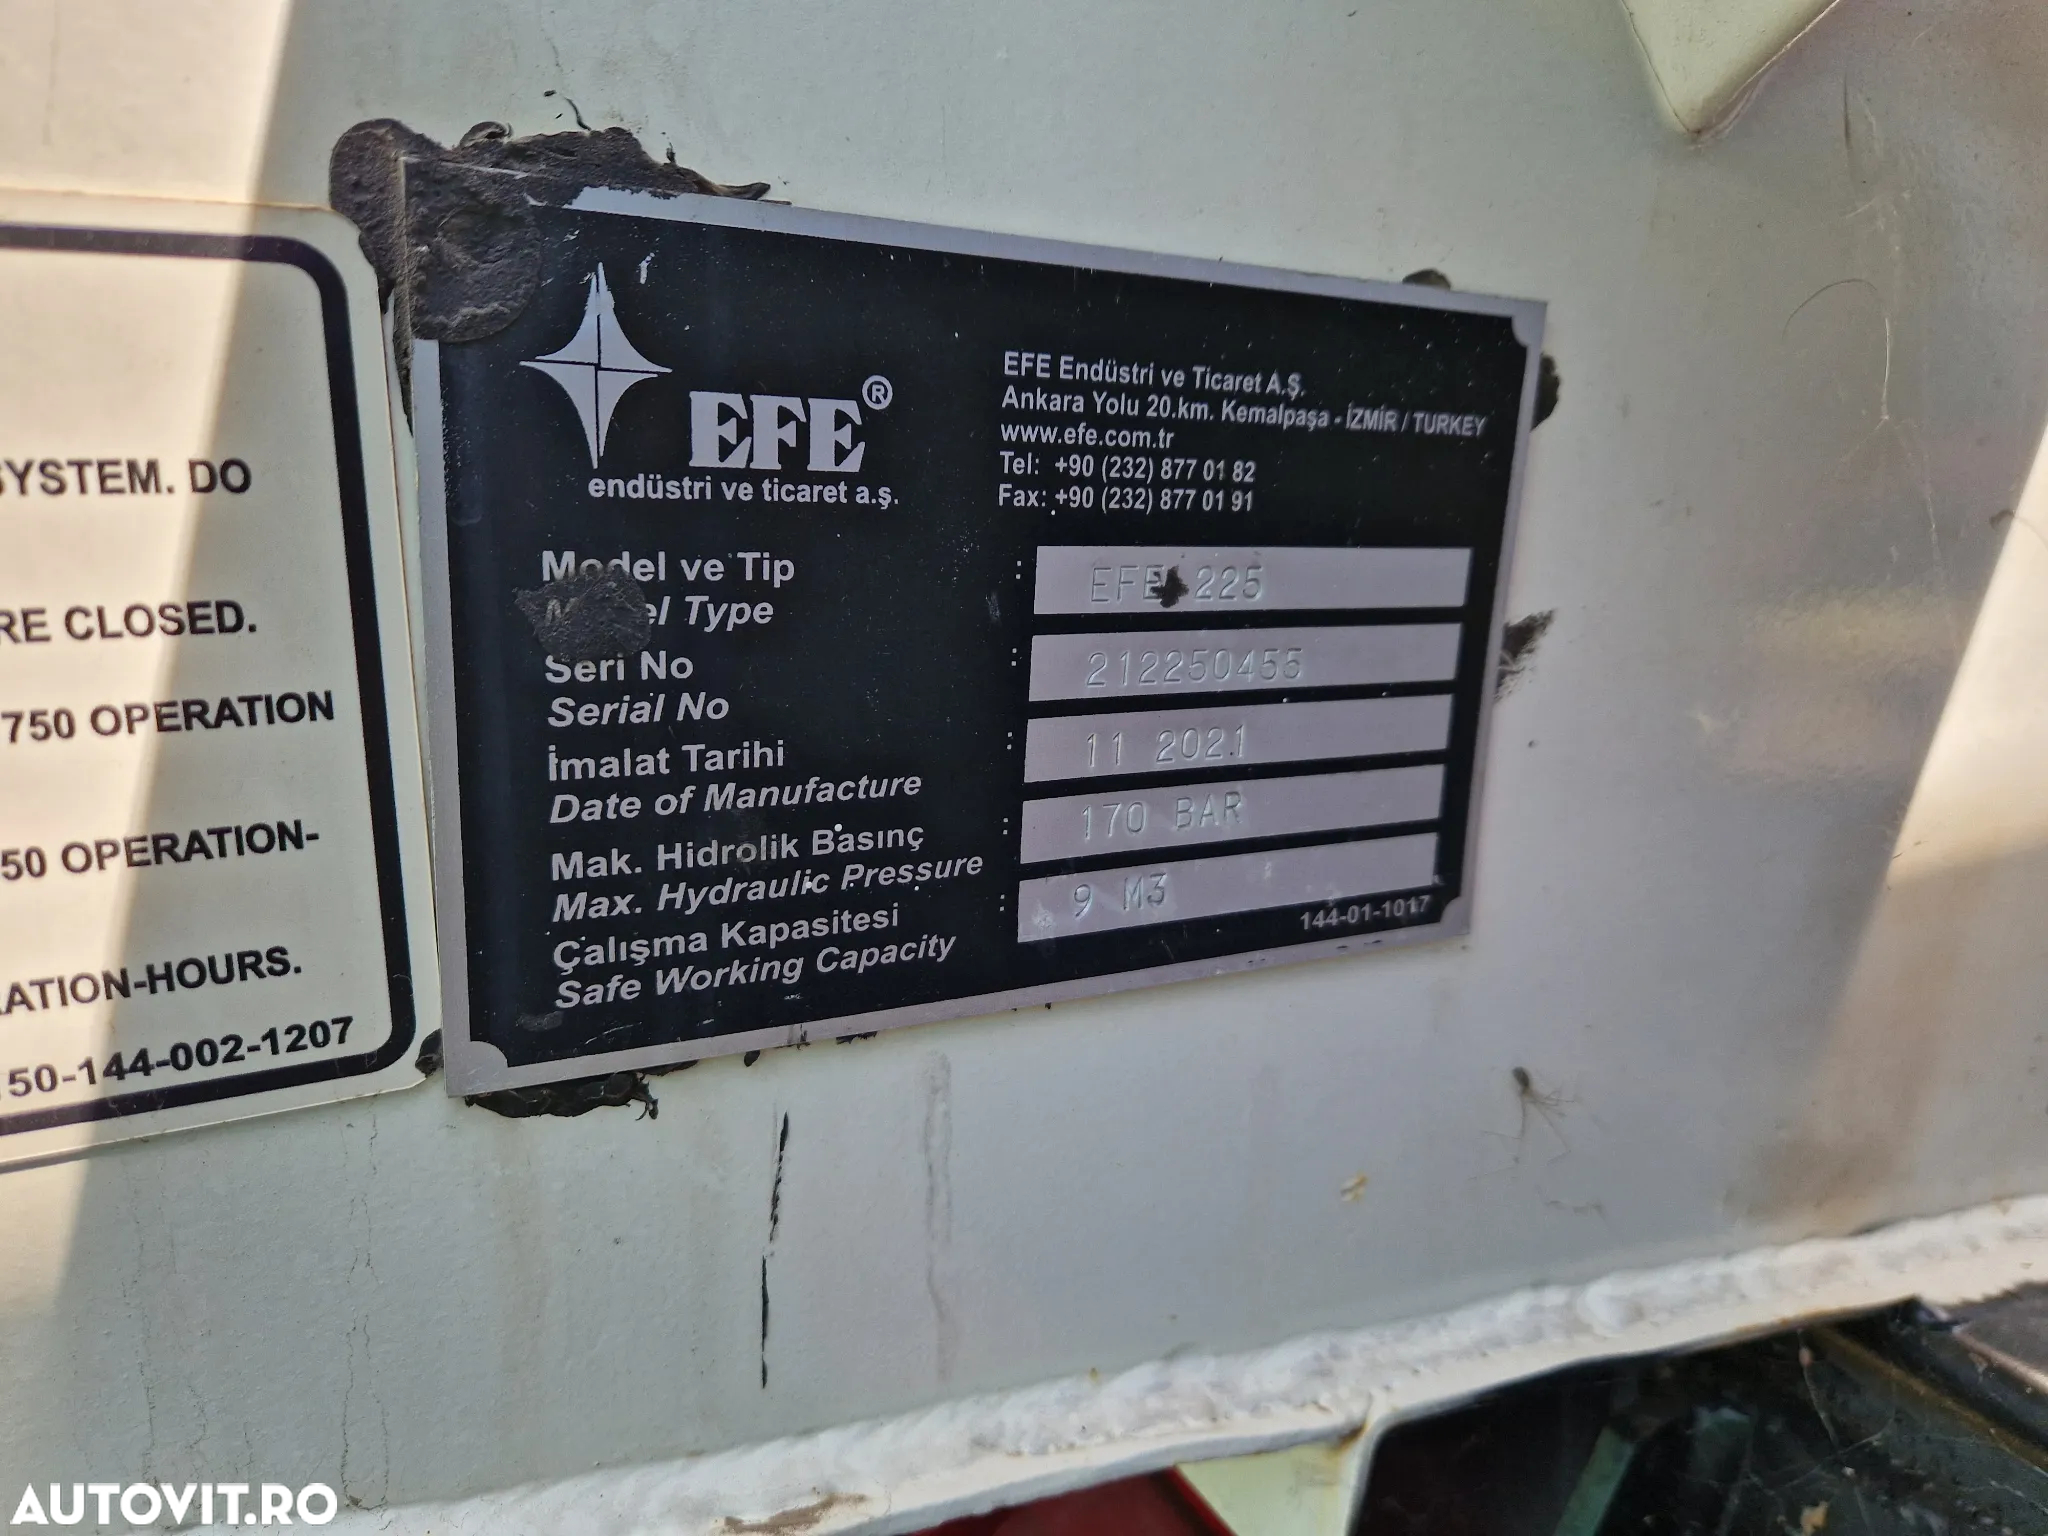 SYSTEM. DO
RE CLOSED.
750 OPERATION
50 OPERATION-
ATION-HOURS.
150-144-002-1207
EFE®
endüstri ve ticaret a.ş.
EFE Endüstri ve Ticaret A.Ş.
Ankara Yolu 20.km. Kemalpaşa - İZMİR / TURKEY
www.efe.com.tr
Tel: +90 (232) 877 01 82
Fax: +90 (232) 877 01 91
Model ve Tip : EFE 225
Model Type
Seri No : 212250455
Serial No
İmalat Tarihi : 11 2021
Date of Manufacture
Mak. Hidrolik Basınç : 170 BAR
Max. Hydraulic Pressure
Çalışma Kapasitesi : 9 M3
Safe Working Capacity
144-01-1017
AUTOVIT.RO